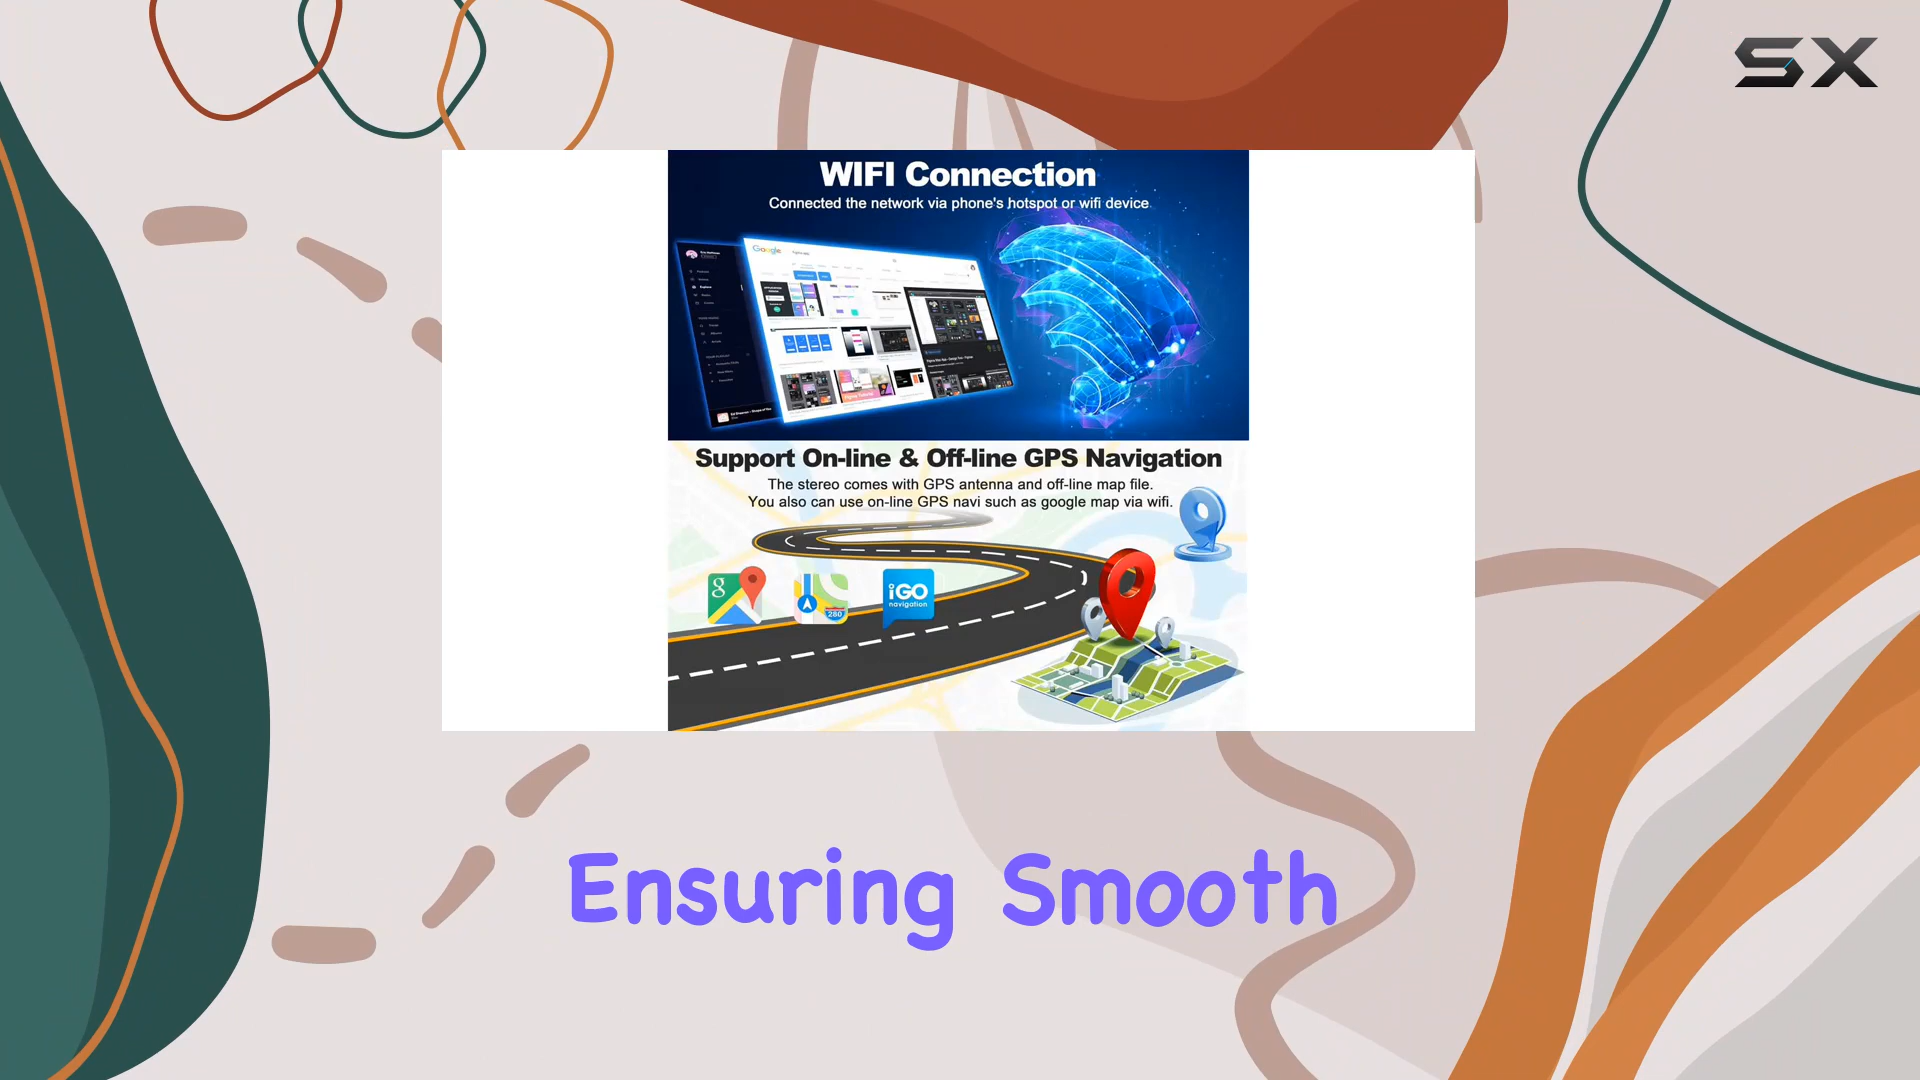 SX
WIFI Connection
Connected the network via phone's hotspot or wifi device
Google
Support On-line & Off-line GPS Navigation
The stereo comes with GPS antenna and off-line map file.
You also can use on-line GPS navi such as google map via wifi.
g
280
iGO
navigation
Ensuring Smooth